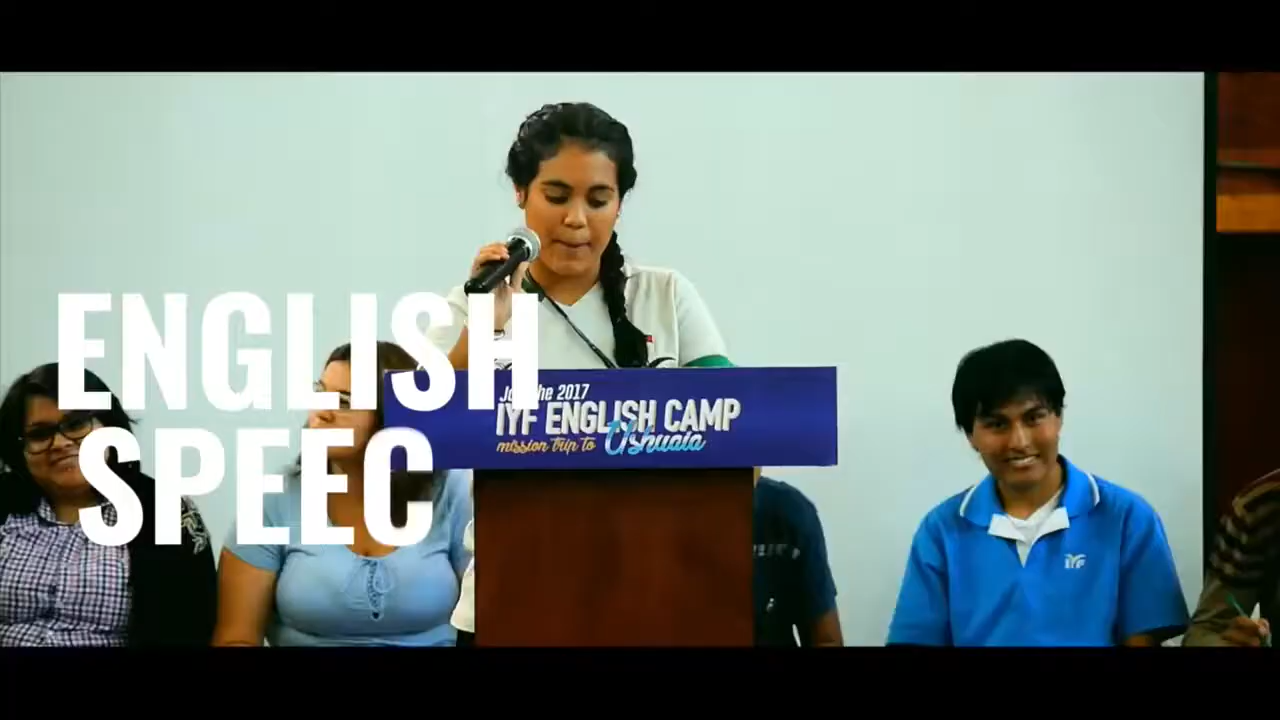 ENGLISH
SPEEC
2017
IYF ENGLISH CAMP
mission trip to Ushuaia
IYF